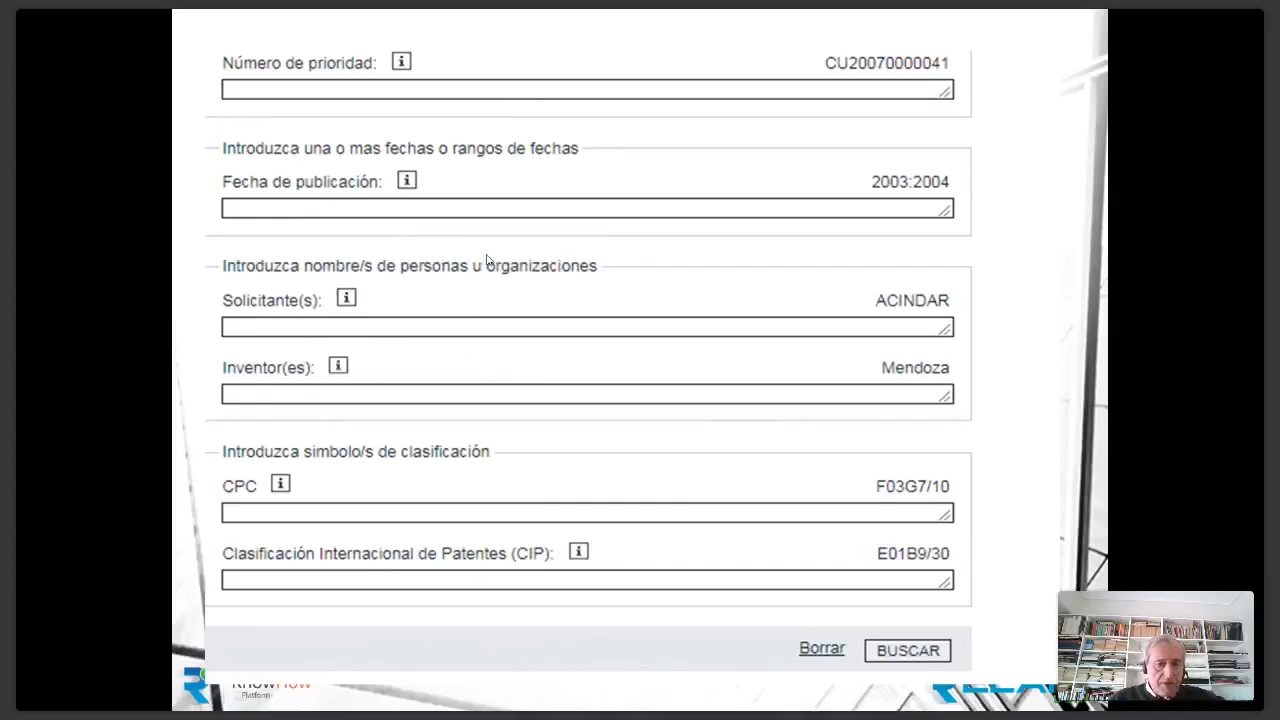 Número de prioridad: i CU20070000041
Introduzca una o mas fechas o rangos de fechas
Fecha de publicación: i 2003:2004
Introduzca nombre/s de personas u organizaciones
Solicitante(s): i ACINDAR
Inventor(es): i Mendoza
Introduzca simbolo/s de clasificación
CPC i F03G7/10
Clasificación Internacional de Patentes (CIP): i E01B9/30
Borrar BUSCAR
Platform